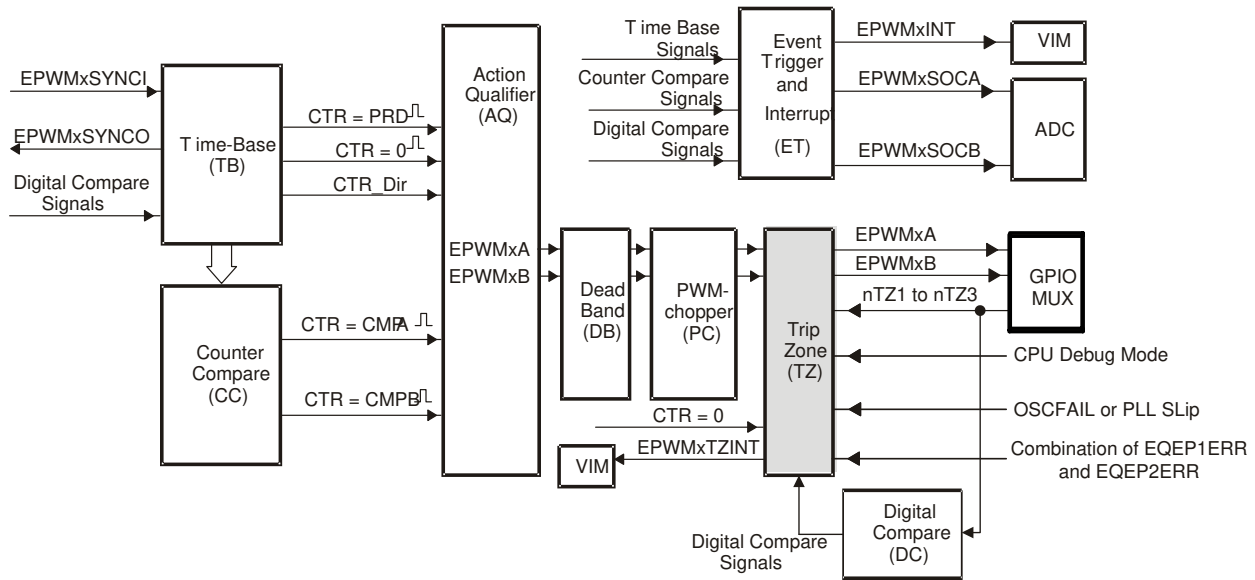 EPWMxSYNCI
EPWMxSYNCO
Digital Compare
Signals
Time-Base
(TB)
CTR = PRD
CTR = 0
CTR_Dir
Action
Qualifier
(AQ)
EPWMxA
EPWMxB
Counter
Compare
(CC)
CTR = CMPA
CTR = CMPB
Time Base
Signals
Counter Compare
Signals
Digital Compare
Signals
Event
Trigger
and
Interrupt
(ET)
EPWMxINT
EPWMxSOCA
EPWMxSOCB
VIM
ADC
Dead
Band
(DB)
PWM-
chopper
(PC)
Trip
Zone
(TZ)
EPWMxA
EPWMxB
nTZ1 to nTZ3
GPIO
MUX
CPU Debug Mode
OSCFAIL or PLL SLip
Combination of EQEP1ERR
and EQEP2ERR
CTR = 0
EPWMxTZINT
VIM
Digital Compare
Signals
Digital
Compare
(DC)